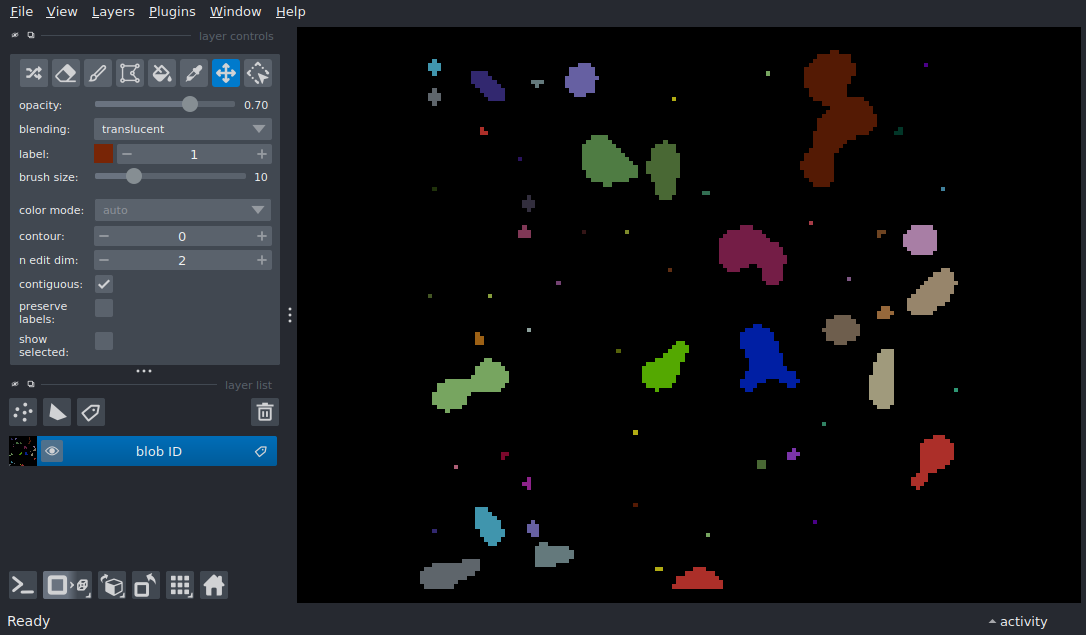 File View Layers Plugins Window Help
layer controls
opacity: 0.70
blending: translucent
label: 1
brush size: 10
color mode: auto
contour: 0
n edit dim: 2
contiguous:
preserve
labels:
show
selected:
layer list
blob ID
Ready
activity